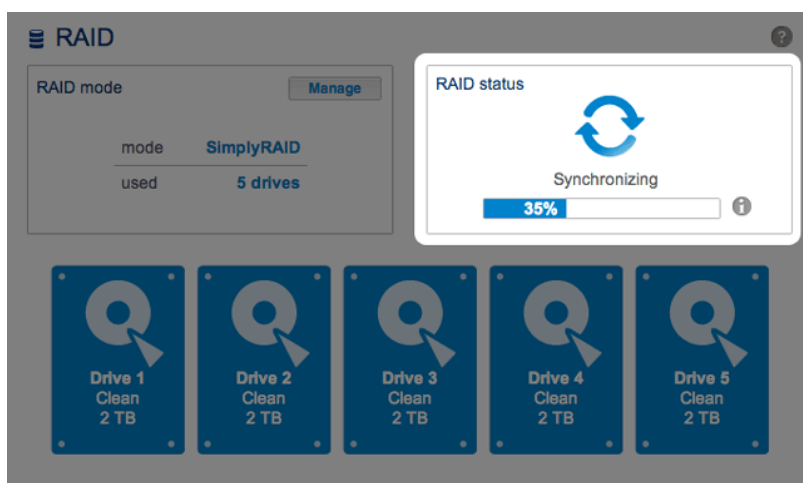 RAID
RAID mode
Manage
mode SimplyRAID
used 5 drives
RAID status
Synchronizing
35%
Drive 1
Clean
2 TB
Drive 2
Clean
2 TB
Drive 3
Clean
2 TB
Drive 4
Clean
2 TB
Drive 5
Clean
2 TB